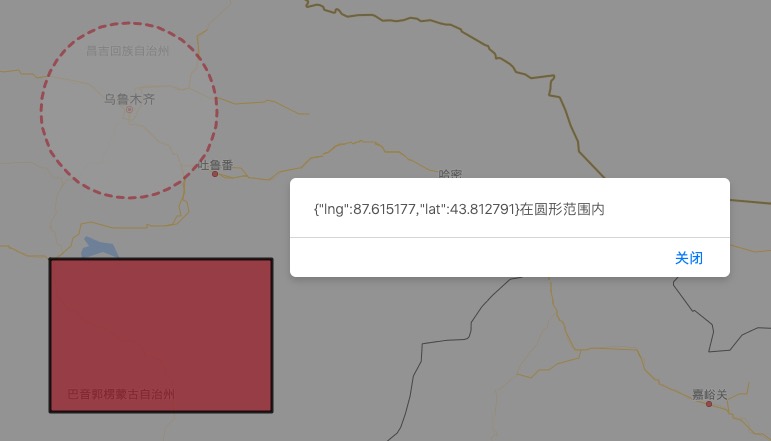 昌吉回族自治州
乌鲁木齐
吐鲁番
哈密
{"lng":87.615177,"lat":43.812791}在圆形范围内
关闭
巴音郭楞蒙古自治州
嘉峪关